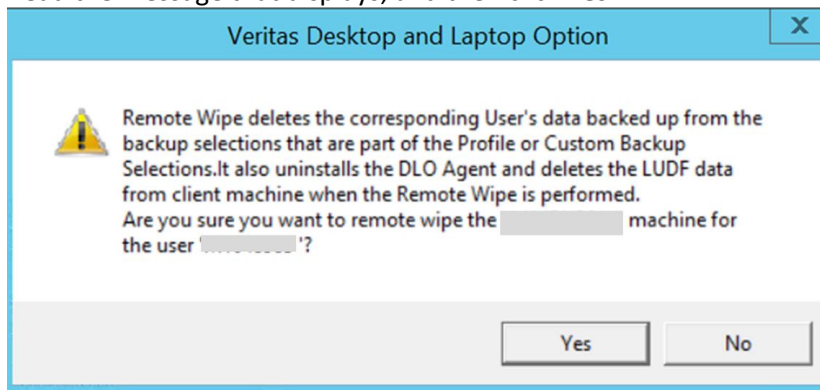 Veritas Desktop and Laptop Option
X
Remote Wipe deletes the corresponding User's data backed up from the
backup selections that are part of the Profile or Custom Backup
Selections.It also uninstalls the DLO Agent and deletes the LUDF data
from client machine when the Remote Wipe is performed.
Are you sure you want to remote wipe the machine for
the user ' '?
Yes No